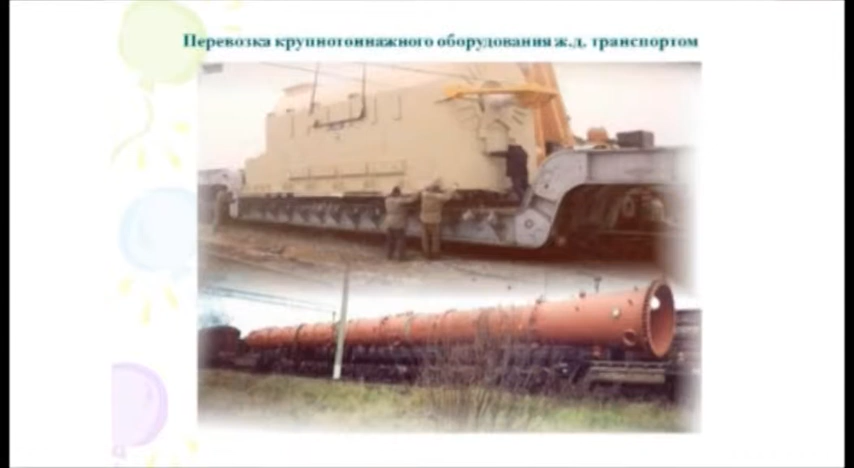 Перевозка крупнотоннажного оборудования ж.д. транспортом